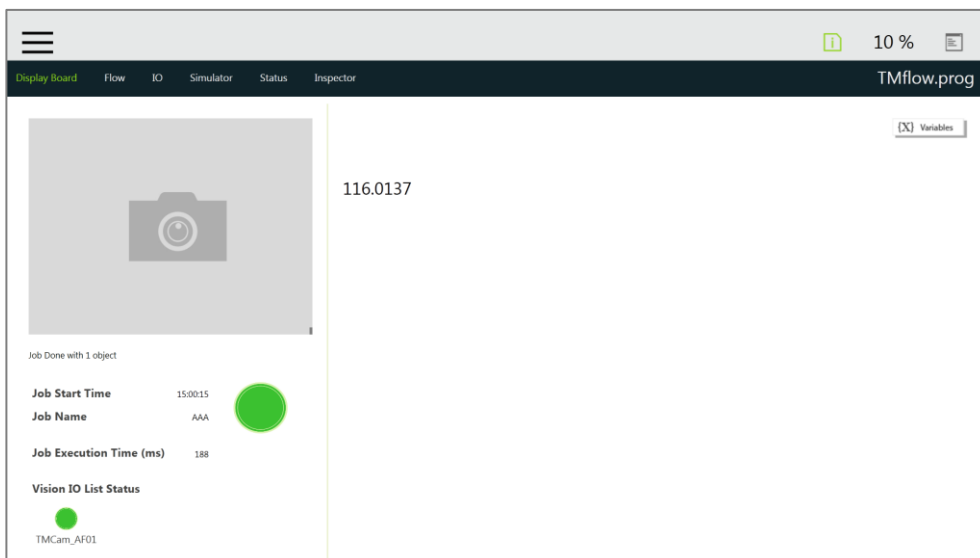 10 %
Display Board Flow IO Simulator Status Inspector TMflow.prog
{X} Variables
116.0137
Job Done with 1 object
Job Start Time 15:00:15
Job Name AAA
Job Execution Time (ms) 188
Vision IO List Status
TMCam_AF01